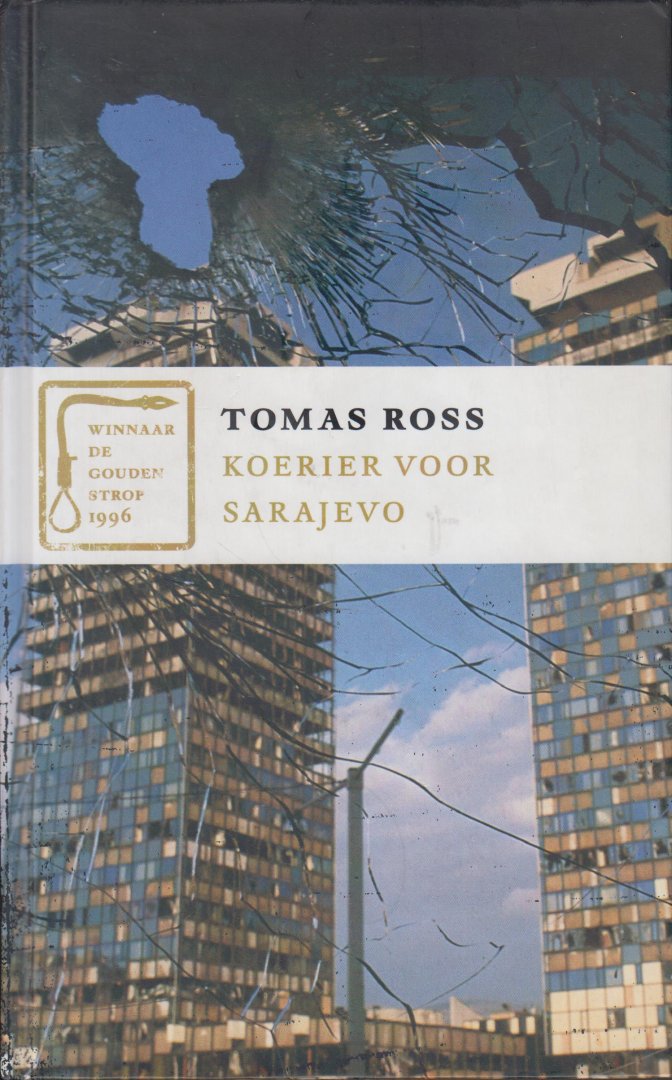 WINNAAR
DE
GOUDEN
STROP
1996
TOMAS ROSS
KOERIER VOOR
SARAJEVO